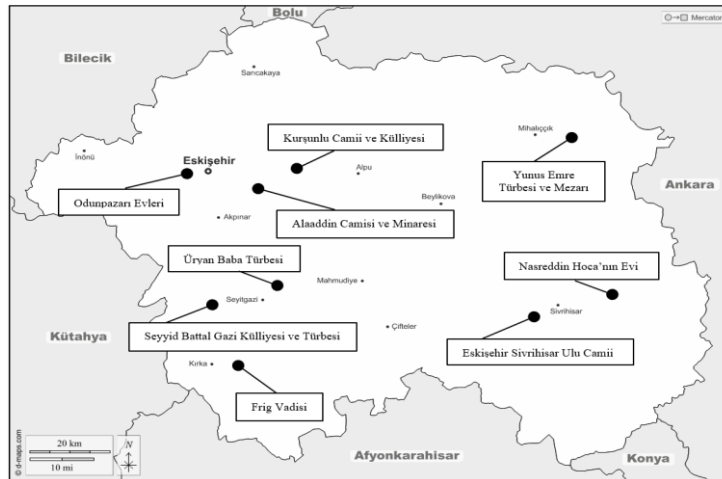 Bolu
Mercator
Bilecik
Sarıcakaya
Kurşunlu Camii ve Külliyesi
Mihalıççık
İnönü
Eskişehir
Alpu
Yunus Emre
Türbesi ve Mezarı
Ankara
Odunpazarı Evleri
Beylikova
Akpınar
Alaaddin Camisi ve Minaresi
Üryan Baba Türbesi
Nasreddin Hoca'nın Evi
Mahmudiye
Seyitgazi
Sivrihisar
Kütahya
Seyyid Battal Gazi Külliyesi ve Türbesi
Çifteler
Eskişehir Sivrihisar Ulu Camii
Kırka
Frig Vadisi
20 km
10 mi
N
Afyonkarahisar
Konya
© d-maps.com